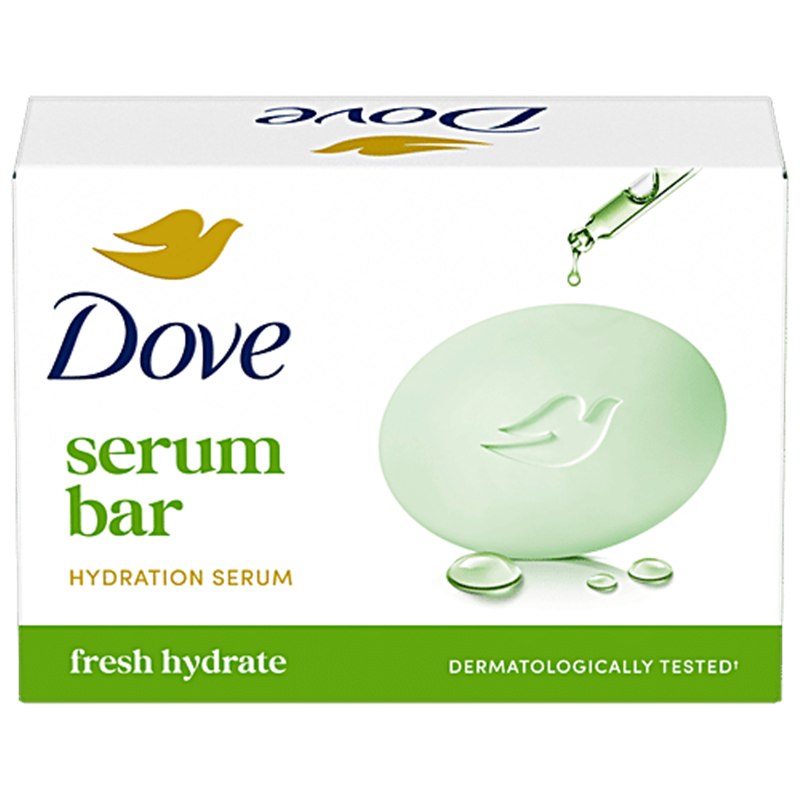 Dove
Dove
serum
bar
HYDRATION SERUM
fresh hydrate
DERMATOLOGICALLY TESTED†